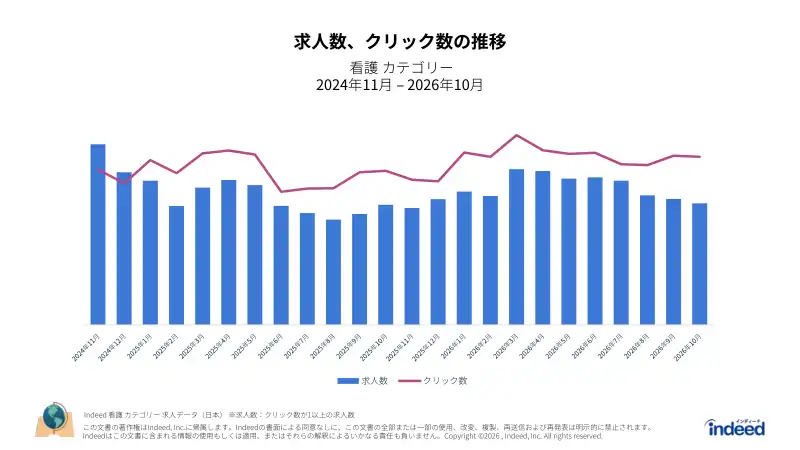 求人数、クリック数の推移
看護 カテゴリー
2024年11月 – 2026年10月
2024年11月
2024年12月
2025年1月
2025年2月
2025年3月
2025年4月
2025年5月
2025年6月
2025年7月
2025年8月
2025年9月
2025年10月
2025年11月
2025年12月
2026年1月
2026年2月
2026年3月
2026年4月
2026年5月
2026年6月
2026年7月
2026年8月
2026年9月
2026年10月
求人数
クリック数
Indeed 看護 カテゴリー 求人データ（日本） ※求人数：クリック数が1以上の求人数
この文書の著作権はIndeed, Inc.に帰属します。Indeedの書面による同意なしに、この文書の全部または一部の使用、改変、複製、再送信および再発表は明示的に禁止されます。
Indeedはこの文書に含まれる情報の使用もしくは適用、またはそれらの解釈によるいかなる責任も負いません。Copyright ©2026 , Indeed, Inc. All rights reserved.
インディード
indeed